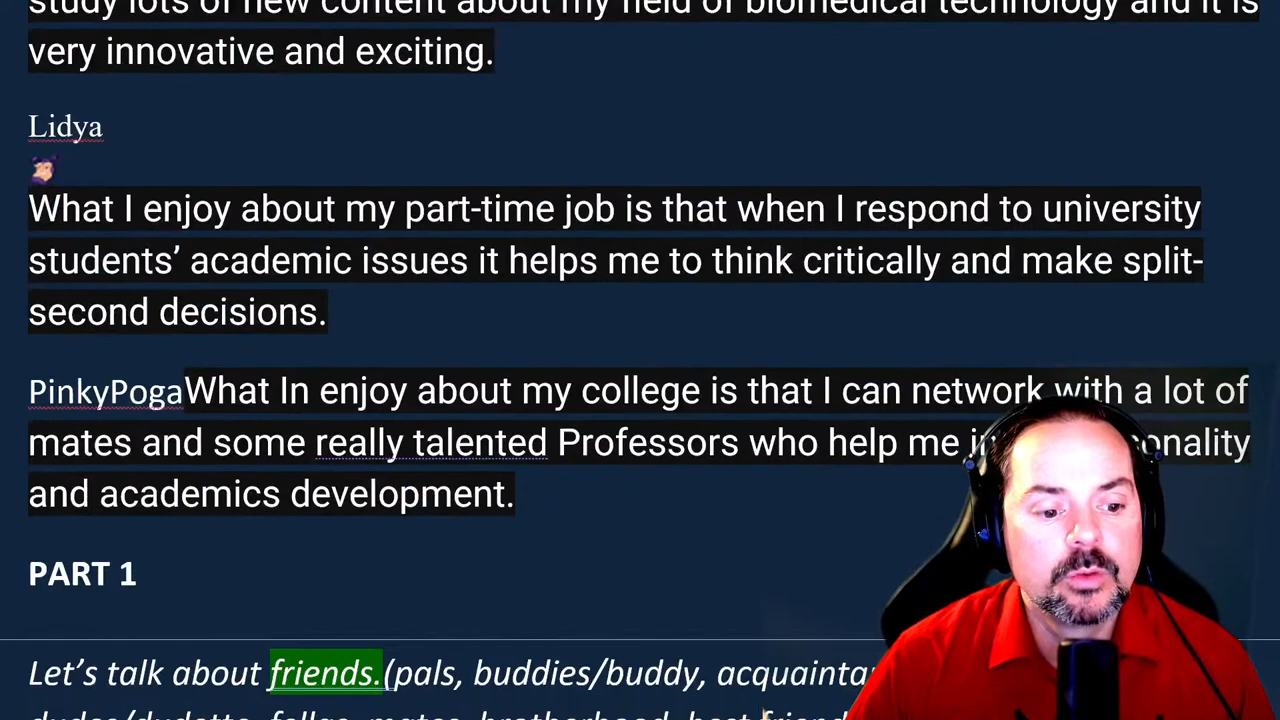 study lots of new content about my field of biomedical technology and it is
very innovative and exciting.
Lidya
What I enjoy about my part-time job is that when I respond to university
students’ academic issues it helps me to think critically and make split-
second decisions.
PinkyPogaWhat In enjoy about my college is that I can network with a lot of
mates and some really talented Professors who help me
and academics development.
PART 1
Let’s talk about friends.(pals, buddies/buddy,
mates, brotherhood, best